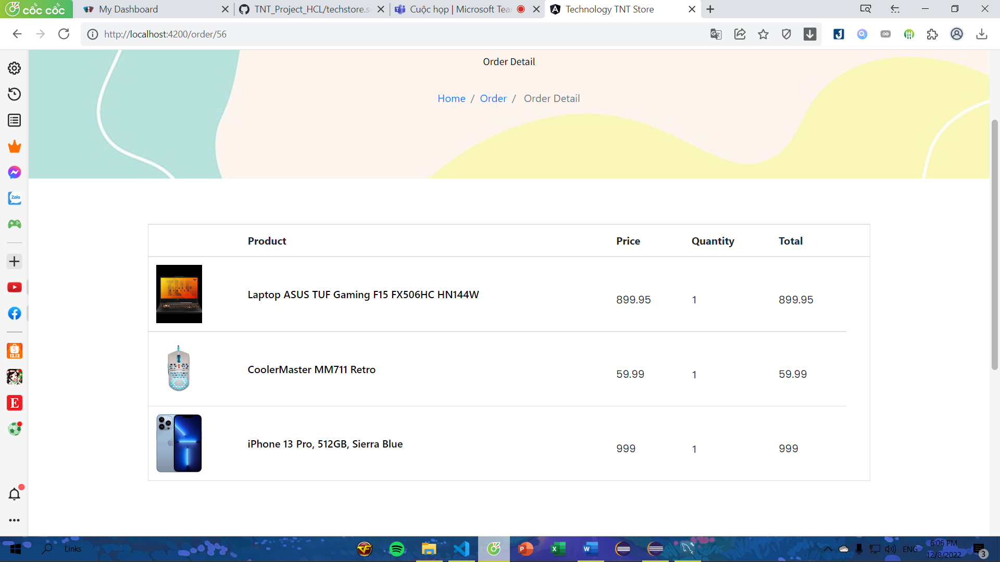 cốc cốc
My Dashboard
TNT_Project_HCL/techstore.s
Cuộc họp | Microsoft Tea
Technology TNT Store
http://localhost:4200/order/56
Order Detail
Home / Order / Order Detail
Zalo
Product Price Quantity Total
Laptop ASUS TUF Gaming F15 FX506HC HN144W 899.95 1 899.95
CoolerMaster MM711 Retro 59.99 1 59.99
iPhone 13 Pro, 512GB, Sierra Blue 999 1 999
12.12
E
Links
ENG
6:06 PM
12/8/2022
3